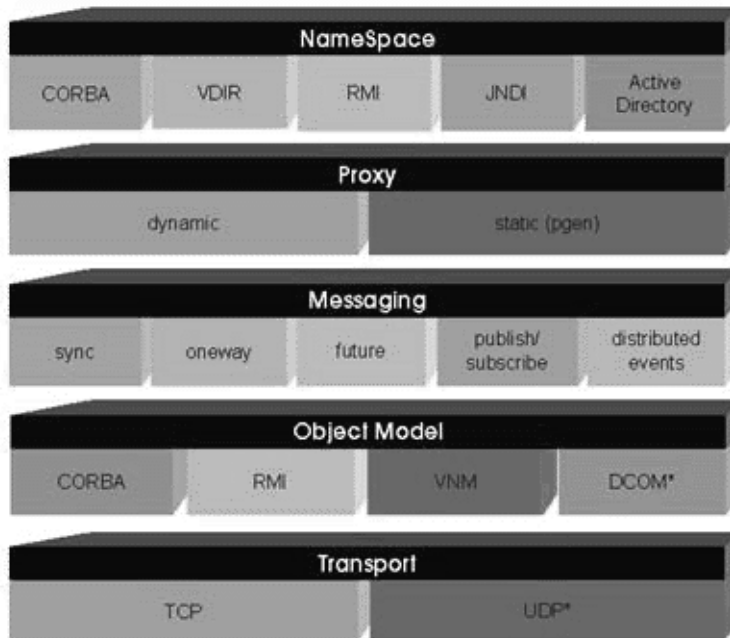 NameSpace
CORBA
VDIR
RMI
JNDI
Active
Directory
Proxy
dynamic
static (pgen)
Messaging
sync
oneway
future
publish/
subscribe
distributed
events
Object Model
CORBA
RMI
VNM
DCOM*
Transport
TCP
UDP*